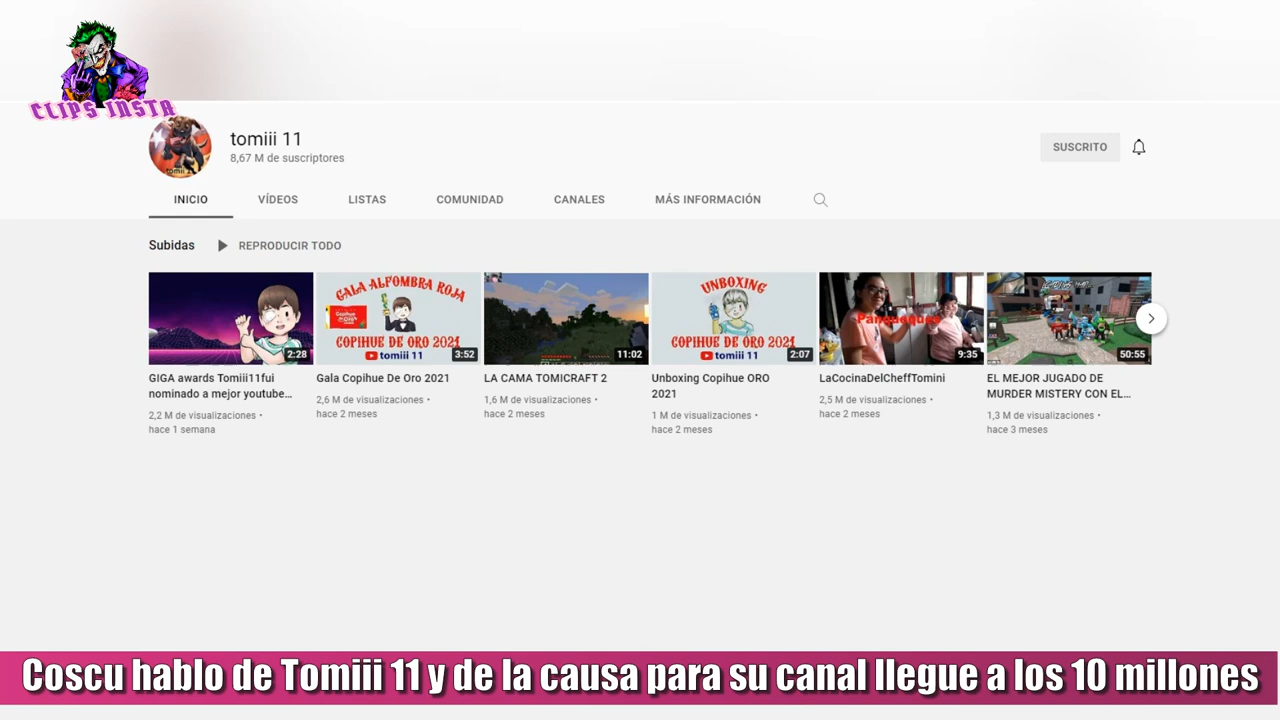 CLIPS INSTA
tomiii 11
8,67 M de suscriptores
SUSCRITO
INICIO VÍDEOS LISTAS COMUNIDAD CANALES MÁS INFORMACIÓN
Subidas REPRODUCIR TODO
2:28
GALA ALFOMBRA ROJA
Copihue de Oro
COPIHUE DE ORO 2021
tomiii 11
3:52
11:02
UNBOXING
COPIHUE DE ORO 2021
tomiii 11
2:07
Panqueques
9:35
50:55
GIGA awards Tomiii11fui
nominado a mejor youtube...
2,2 M de visualizaciones •
hace 1 semana
Gala Copihue De Oro 2021
2,6 M de visualizaciones •
hace 2 meses
LA CAMA TOMICRAFT 2
1,6 M de visualizaciones •
hace 2 meses
Unboxing Copihue ORO
2021
1 M de visualizaciones •
hace 2 meses
LaCocinaDelCheffTomini
2,5 M de visualizaciones •
hace 2 meses
EL MEJOR JUGADO DE
MURDER MISTERY CON EL...
1,3 M de visualizaciones •
hace 3 meses
Coscu hablo de Tomiii 11 y de la causa para su canal llegue a los 10 millones